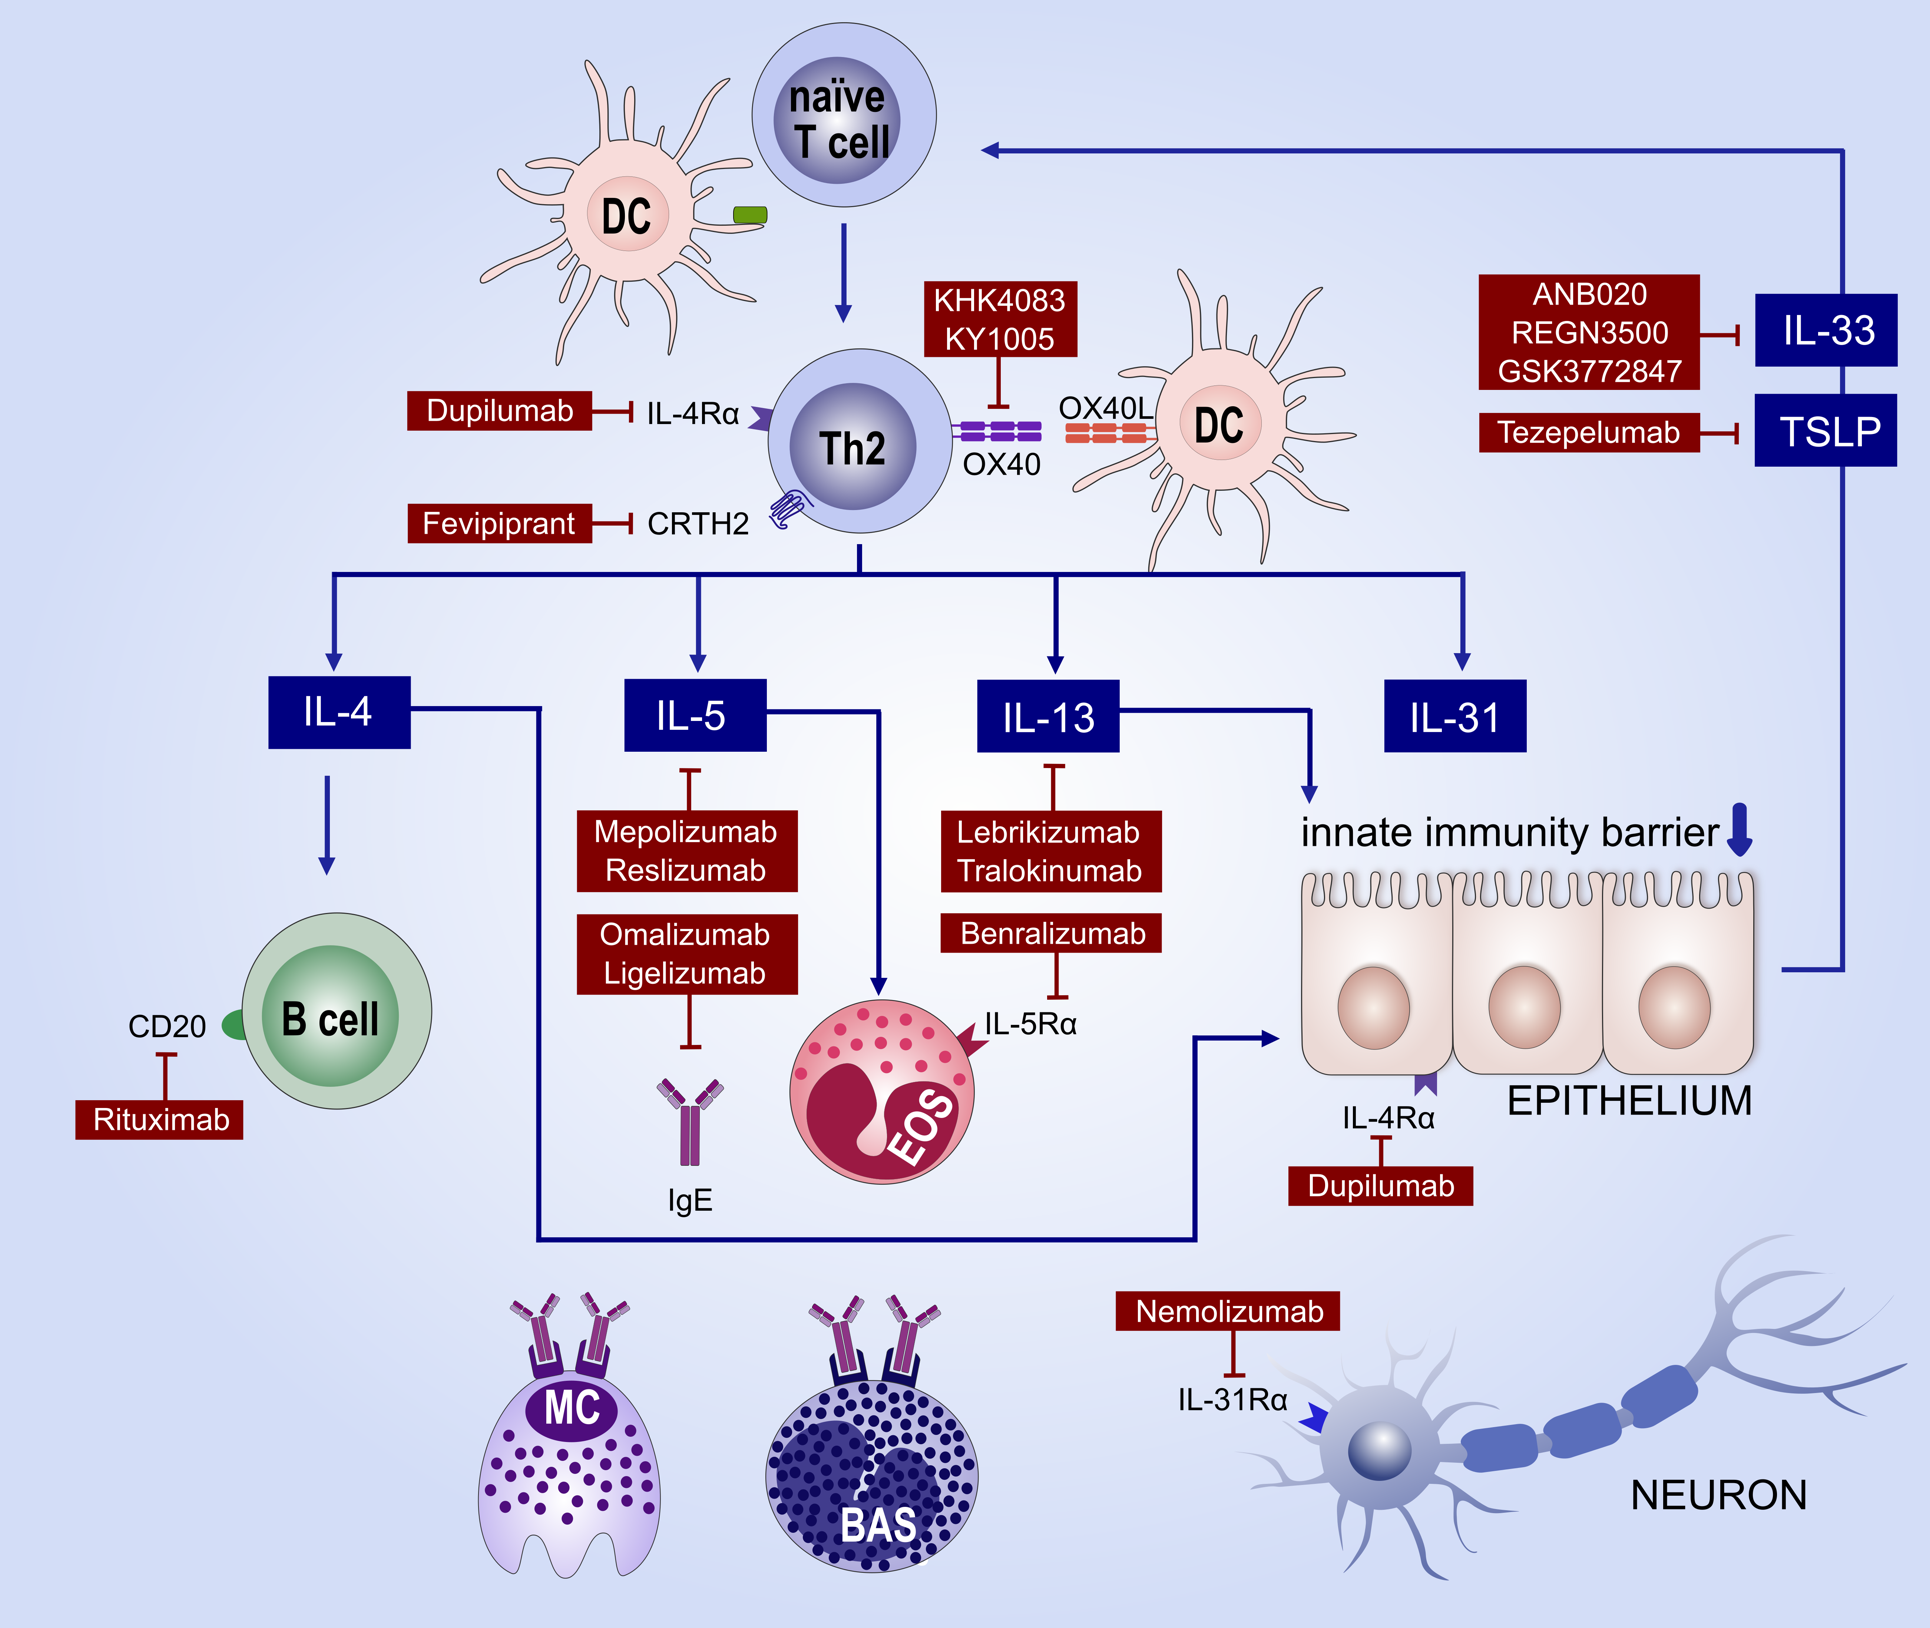 naïve
T cell
DC
KHK4083
KY1005
ANB020
REGN3500
GSK3772847
IL-33
Dupilumab
IL-4Rα
Th2
OX40L
OX40
DC
Tezepelumab
TSLP
Fevipiprant
CRTH2
IL-4
IL-5
IL-13
IL-31
Mepolizumab
Reslizumab
Lebrikizumab
Tralokinumab
innate immunity barrier
Omalizumab
Ligelizumab
Benralizumab
CD20
B cell
IL-5Rα
Rituximab
EOS
IgE
EPITHELIUM
IL-4Rα
Dupilumab
Nemolizumab
IL-31Rα
MC
BAS
NEURON